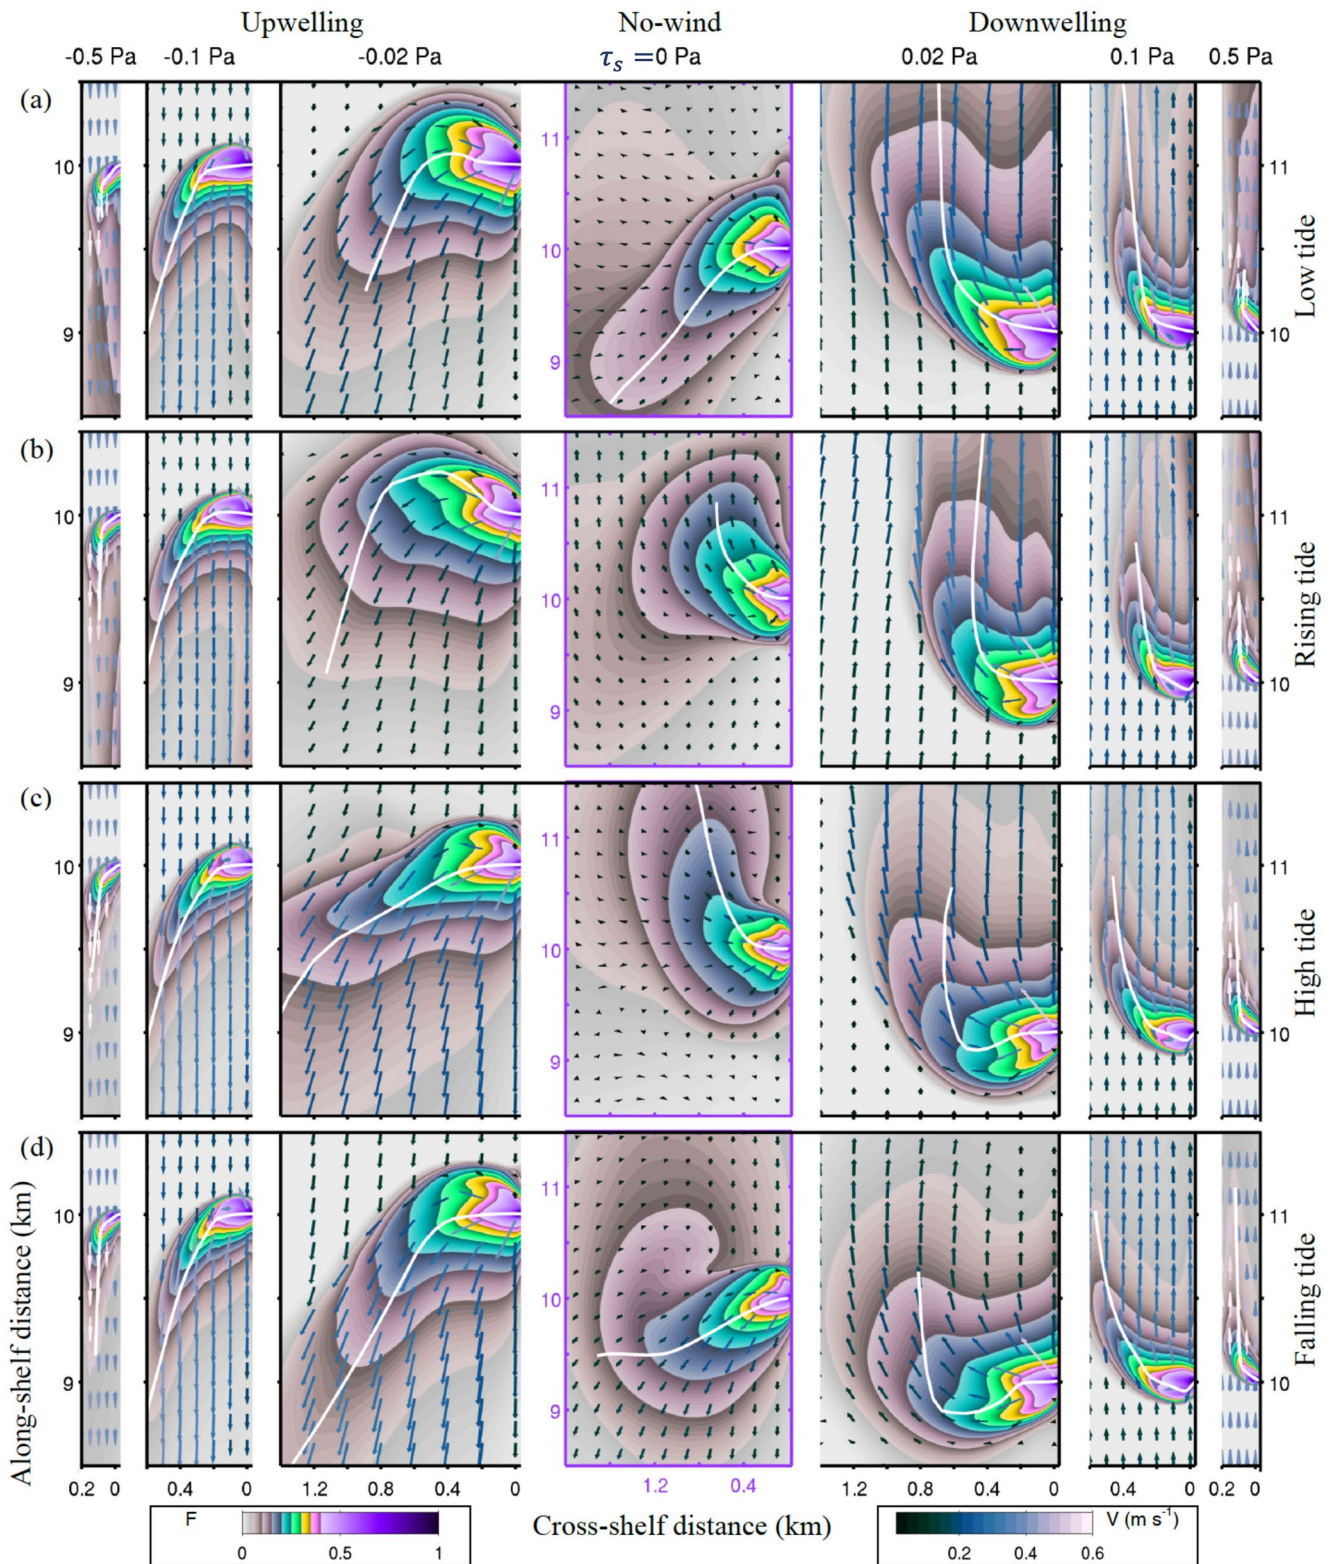 Upwelling No-wind Downwelling
-0.5 Pa -0.1 Pa -0.02 Pa τs =0 Pa 0.02 Pa 0.1 Pa 0.5 Pa
(a)
10
9
11
10
9
11
10
Low tide
(b)
10
9
11
10
9
11
10
Rising tide
(c)
10
9
11
10
9
11
10
High tide
(d)
10
9
11
10
9
11
10
Falling tide
Along-shelf distance (km)
0.2 0 0.4 0 1.2 0.8 0.4 0 1.2 0.4 1.2 0.8 0.4 0 0.4 0 0.2 0
Cross-shelf distance (km)
F
0 0.5 1
V (m s⁻¹)
0.2 0.4 0.6